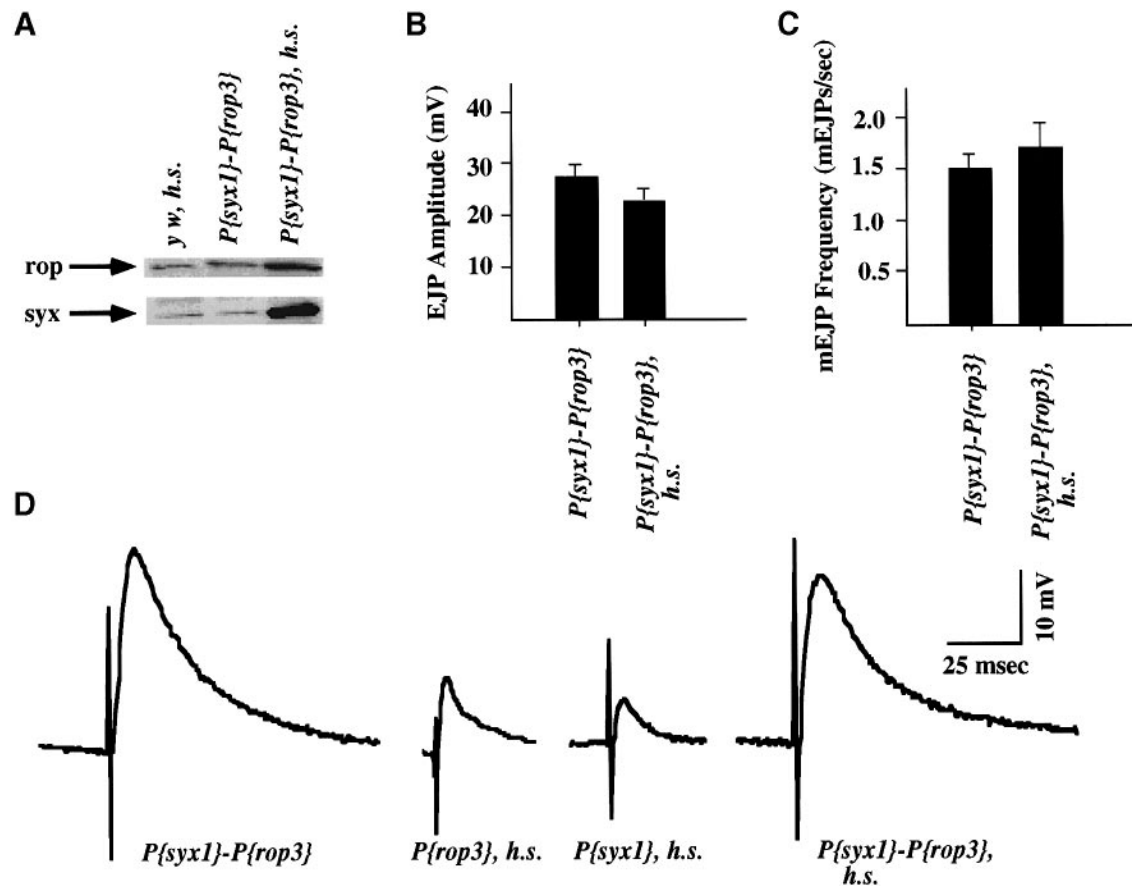 A
y w, h.s.
P{syx1}-P{rop3}
P{syx1}-P{rop3}, h.s.
rop
syx
B
EJP Amplitude (mV)
40
30
20
10
P{syx1}-P{rop3}
P{syx1}-P{rop3},
h.s.
C
mEJP Frequency (mEJPs/sec)
2.0
1.5
1.0
0.5
P{syx1}-P{rop3}
P{syx1}-P{rop3},
h.s.
D
10 mV
25 msec
P{syx1}-P{rop3}
P{rop3}, h.s.
P{syx1}, h.s.
P{syx1}-P{rop3},
h.s.